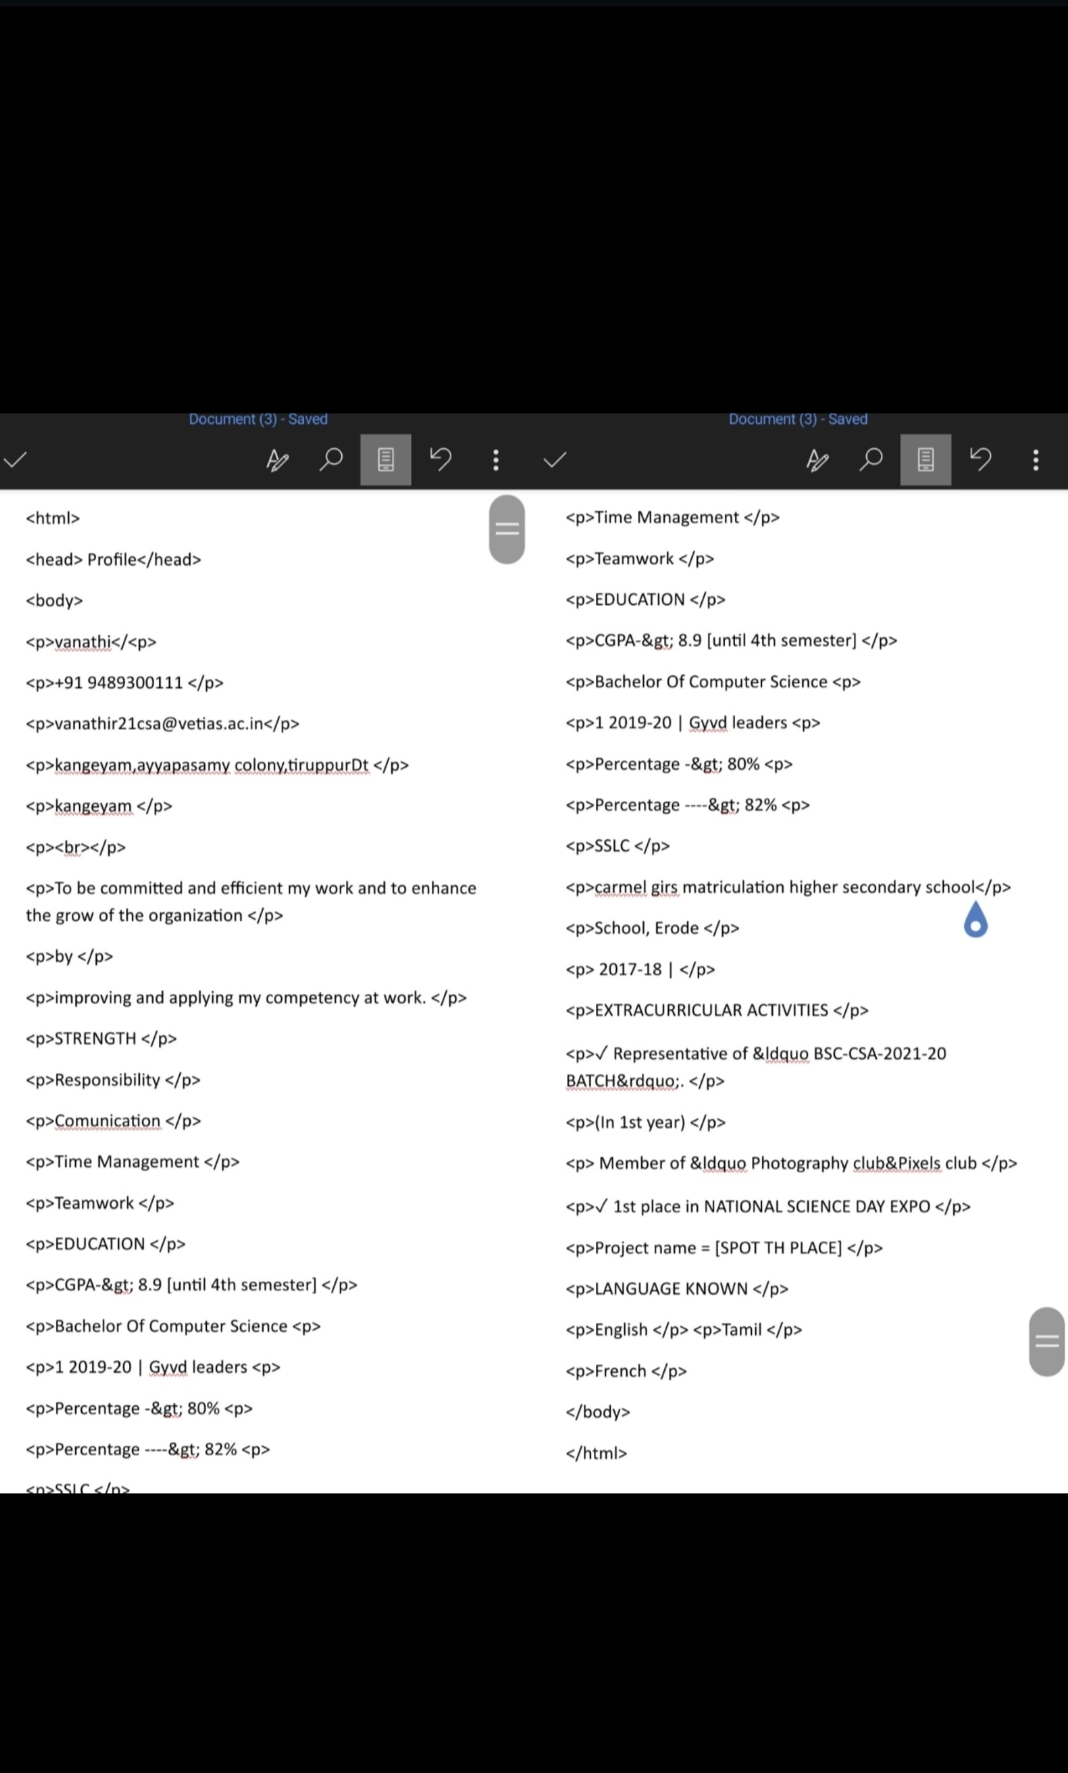 Document (3) - Saved
<html>
<head> Profile</head>
<body>
<p>vanathi</<p>
<p>+91 9489300111 </p>
<p>vanathir21csa@vetias.ac.in</p>
<p>kangeyam,ayyapasamy colony,tiruppurDt </p>
<p>kangeyam </p>
<p><br></p>
<p>To be committed and efficient my work and to enhance
the grow of the organization </p>
<p>by </p>
<p>improving and applying my competency at work. </p>
<p>STRENGTH </p>
<p>Responsibility </p>
<p>Comunication </p>
<p>Time Management </p>
<p>Teamwork </p>
<p>EDUCATION </p>
<p>CGPA-&gt; 8.9 [until 4th semester] </p>
<p>Bachelor Of Computer Science <p>
<p>1 2019-20 | Gyvd leaders <p>
<p>Percentage -&gt; 80% <p>
<p>Percentage ----&gt; 82% <p>
<p>SSLC </p>
Document (3) - Saved
<p>Time Management </p>
<p>Teamwork </p>
<p>EDUCATION </p>
<p>CGPA-&gt; 8.9 [until 4th semester] </p>
<p>Bachelor Of Computer Science <p>
<p>1 2019-20 | Gyvd leaders <p>
<p>Percentage -&gt; 80% <p>
<p>Percentage ----&gt; 82% <p>
<p>SSLC </p>
<p>carmel girs matriculation higher secondary school</p>
<p>School, Erode </p>
<p> 2017-18 | </p>
<p>EXTRACURRICULAR ACTIVITIES </p>
<p>✓ Representative of &ldquo BSC-CSA-2021-20
BATCH&rdquo;. </p>
<p>(In 1st year) </p>
<p> Member of &ldquo Photography club&Pixels club </p>
<p>✓ 1st place in NATIONAL SCIENCE DAY EXPO </p>
<p>Project name = [SPOT TH PLACE] </p>
<p>LANGUAGE KNOWN </p>
<p>English </p> <p>Tamil </p>
<p>French </p>
</body>
</html>